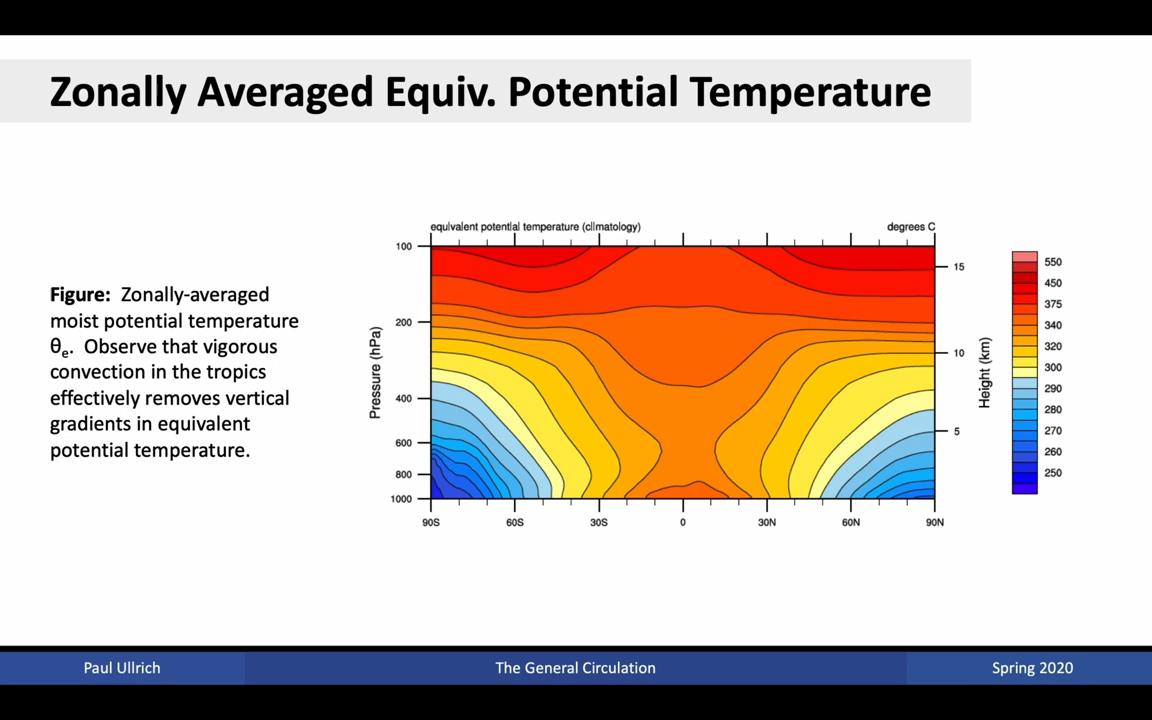 Zonally Averaged Equiv. Potential Temperature
Figure: Zonally-averaged
moist potential temperature
θe. Observe that vigorous
convection in the tropics
effectively removes vertical
gradients in equivalent
potential temperature.
equivalent potential temperature (climatology)
degrees C
Pressure (hPa)
100
200
400
600
800
1000
90S
60S
30S
0
30N
60N
90N
15
10
5
Height (km)
550
450
375
340
320
300
290
280
270
260
250
Paul Ullrich
The General Circulation
Spring 2020